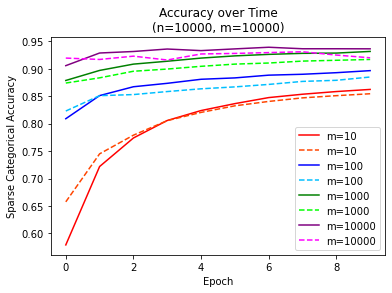 Accuracy over Time
(n=10000, m=10000)
0.95
0.90
0.85
0.80
0.75
0.70
0.65
0.60
Sparse Categorical Accuracy
m=10
m=10
m=100
m=100
m=1000
m=1000
m=10000
m=10000
0 2 4 6 8
Epoch